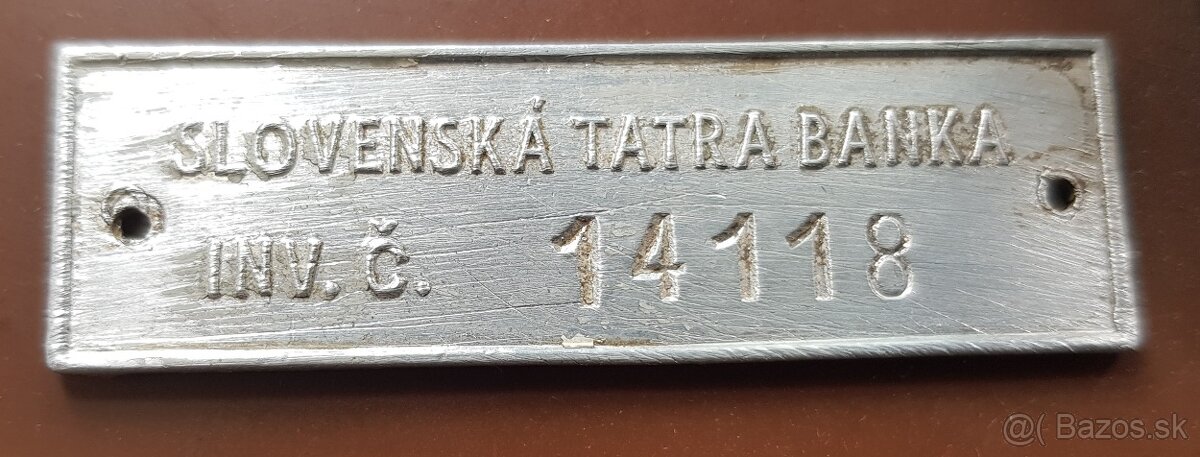 SLOVENSKÁ TATRA BANKA
INV. Č. 14118
@( Bazos.sk